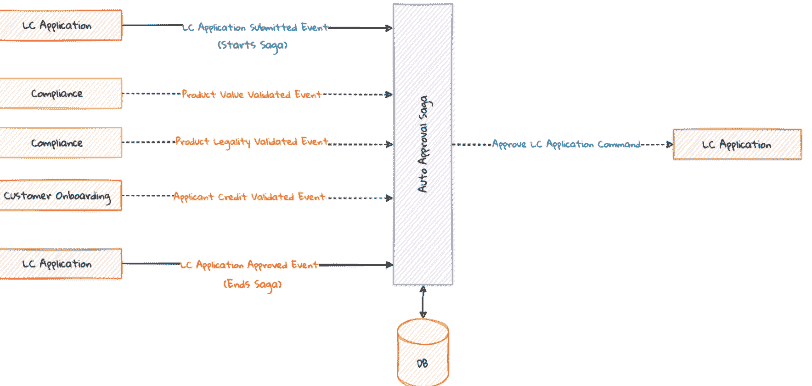 LC Application
LC Application Submitted Event
(Starts Saga)
Compliance
Product Value Validated Event
Compliance
Product Legality Validated Event
Customer Onboarding
Applicant Credit Validated Event
LC Application
LC Application Approved Event
(Ends Saga)
Auto Approval Saga
Approve LC Application Command
LC Application
DB